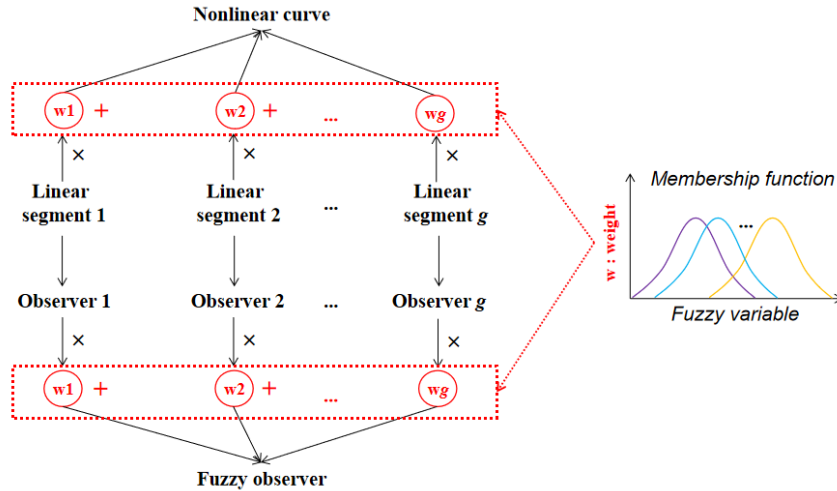 Nonlinear curve
w1 + w2 + ... wg
× × ×
Linear segment 1
Linear segment 2
...
Linear segment g
Observer 1 Observer 2 ... Observer g
× × ×
w1 + w2 + ... wg
Fuzzy observer
Membership function
...
w : weight
Fuzzy variable